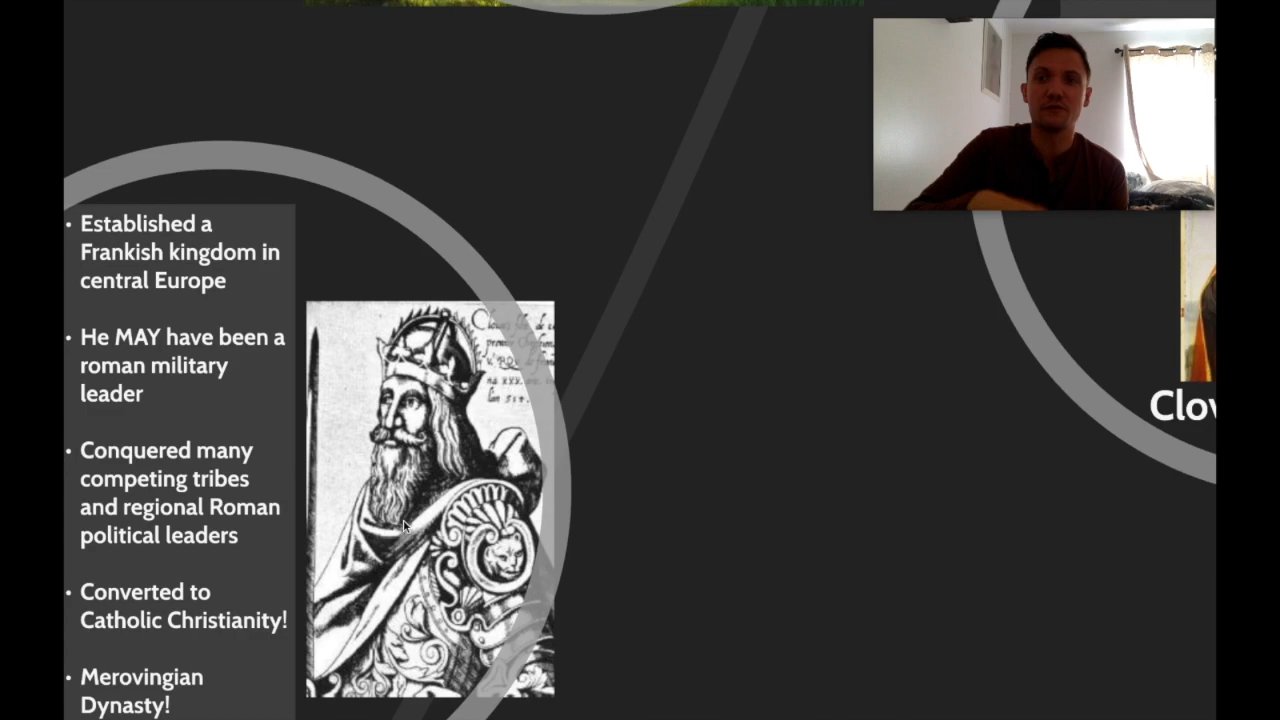 • Established a
Frankish kingdom in
central Europe
• He MAY have been a
roman military
leader
• Conquered many
competing tribes
and regional Roman
political leaders
• Converted to
Catholic Christianity!
• Merovingian
Dynasty!
Clov